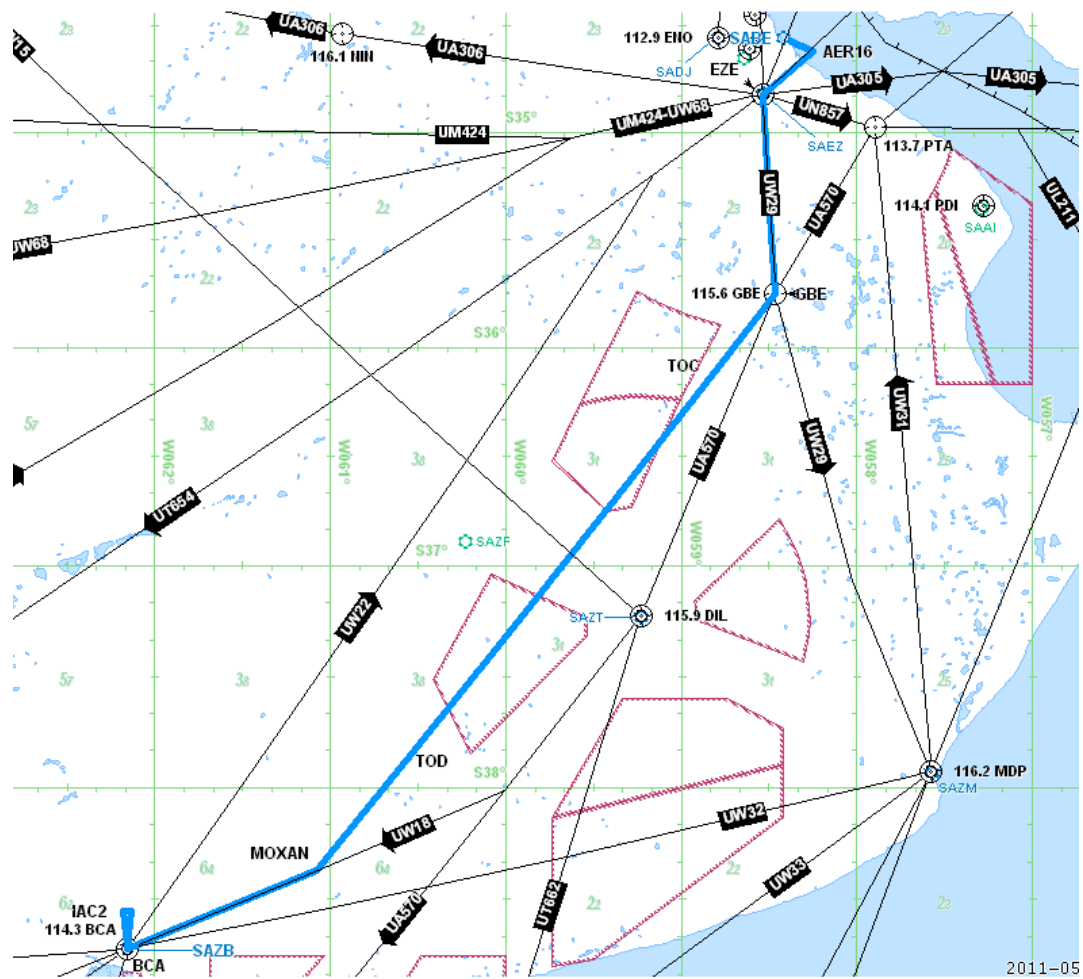 UA306
UA306
116.1 NIN
112.9 ENO
SABE
AER16
SADJ
EZE
UA305
UA305
S35°
UM424-UW68
UN857
UM424
SAEZ
113.7 PTA
UW29
UA570
114.1 PDI
UL211
SAAI
UW68
115.6 GBE
GBE
S36°
TOC
UW31
W062°
W061°
W060°
W058°
W057°
UW29
UA570
UT654
SAZF
S37°
W059°
UW22
SAZT
115.9 DIL
TOD
S38°
116.2 MDP
SAZM
UW18
UW32
MOXAN
UW33
IAC2
114.3 BCA
UA570
UT662
SAZB
BCA
2011-05